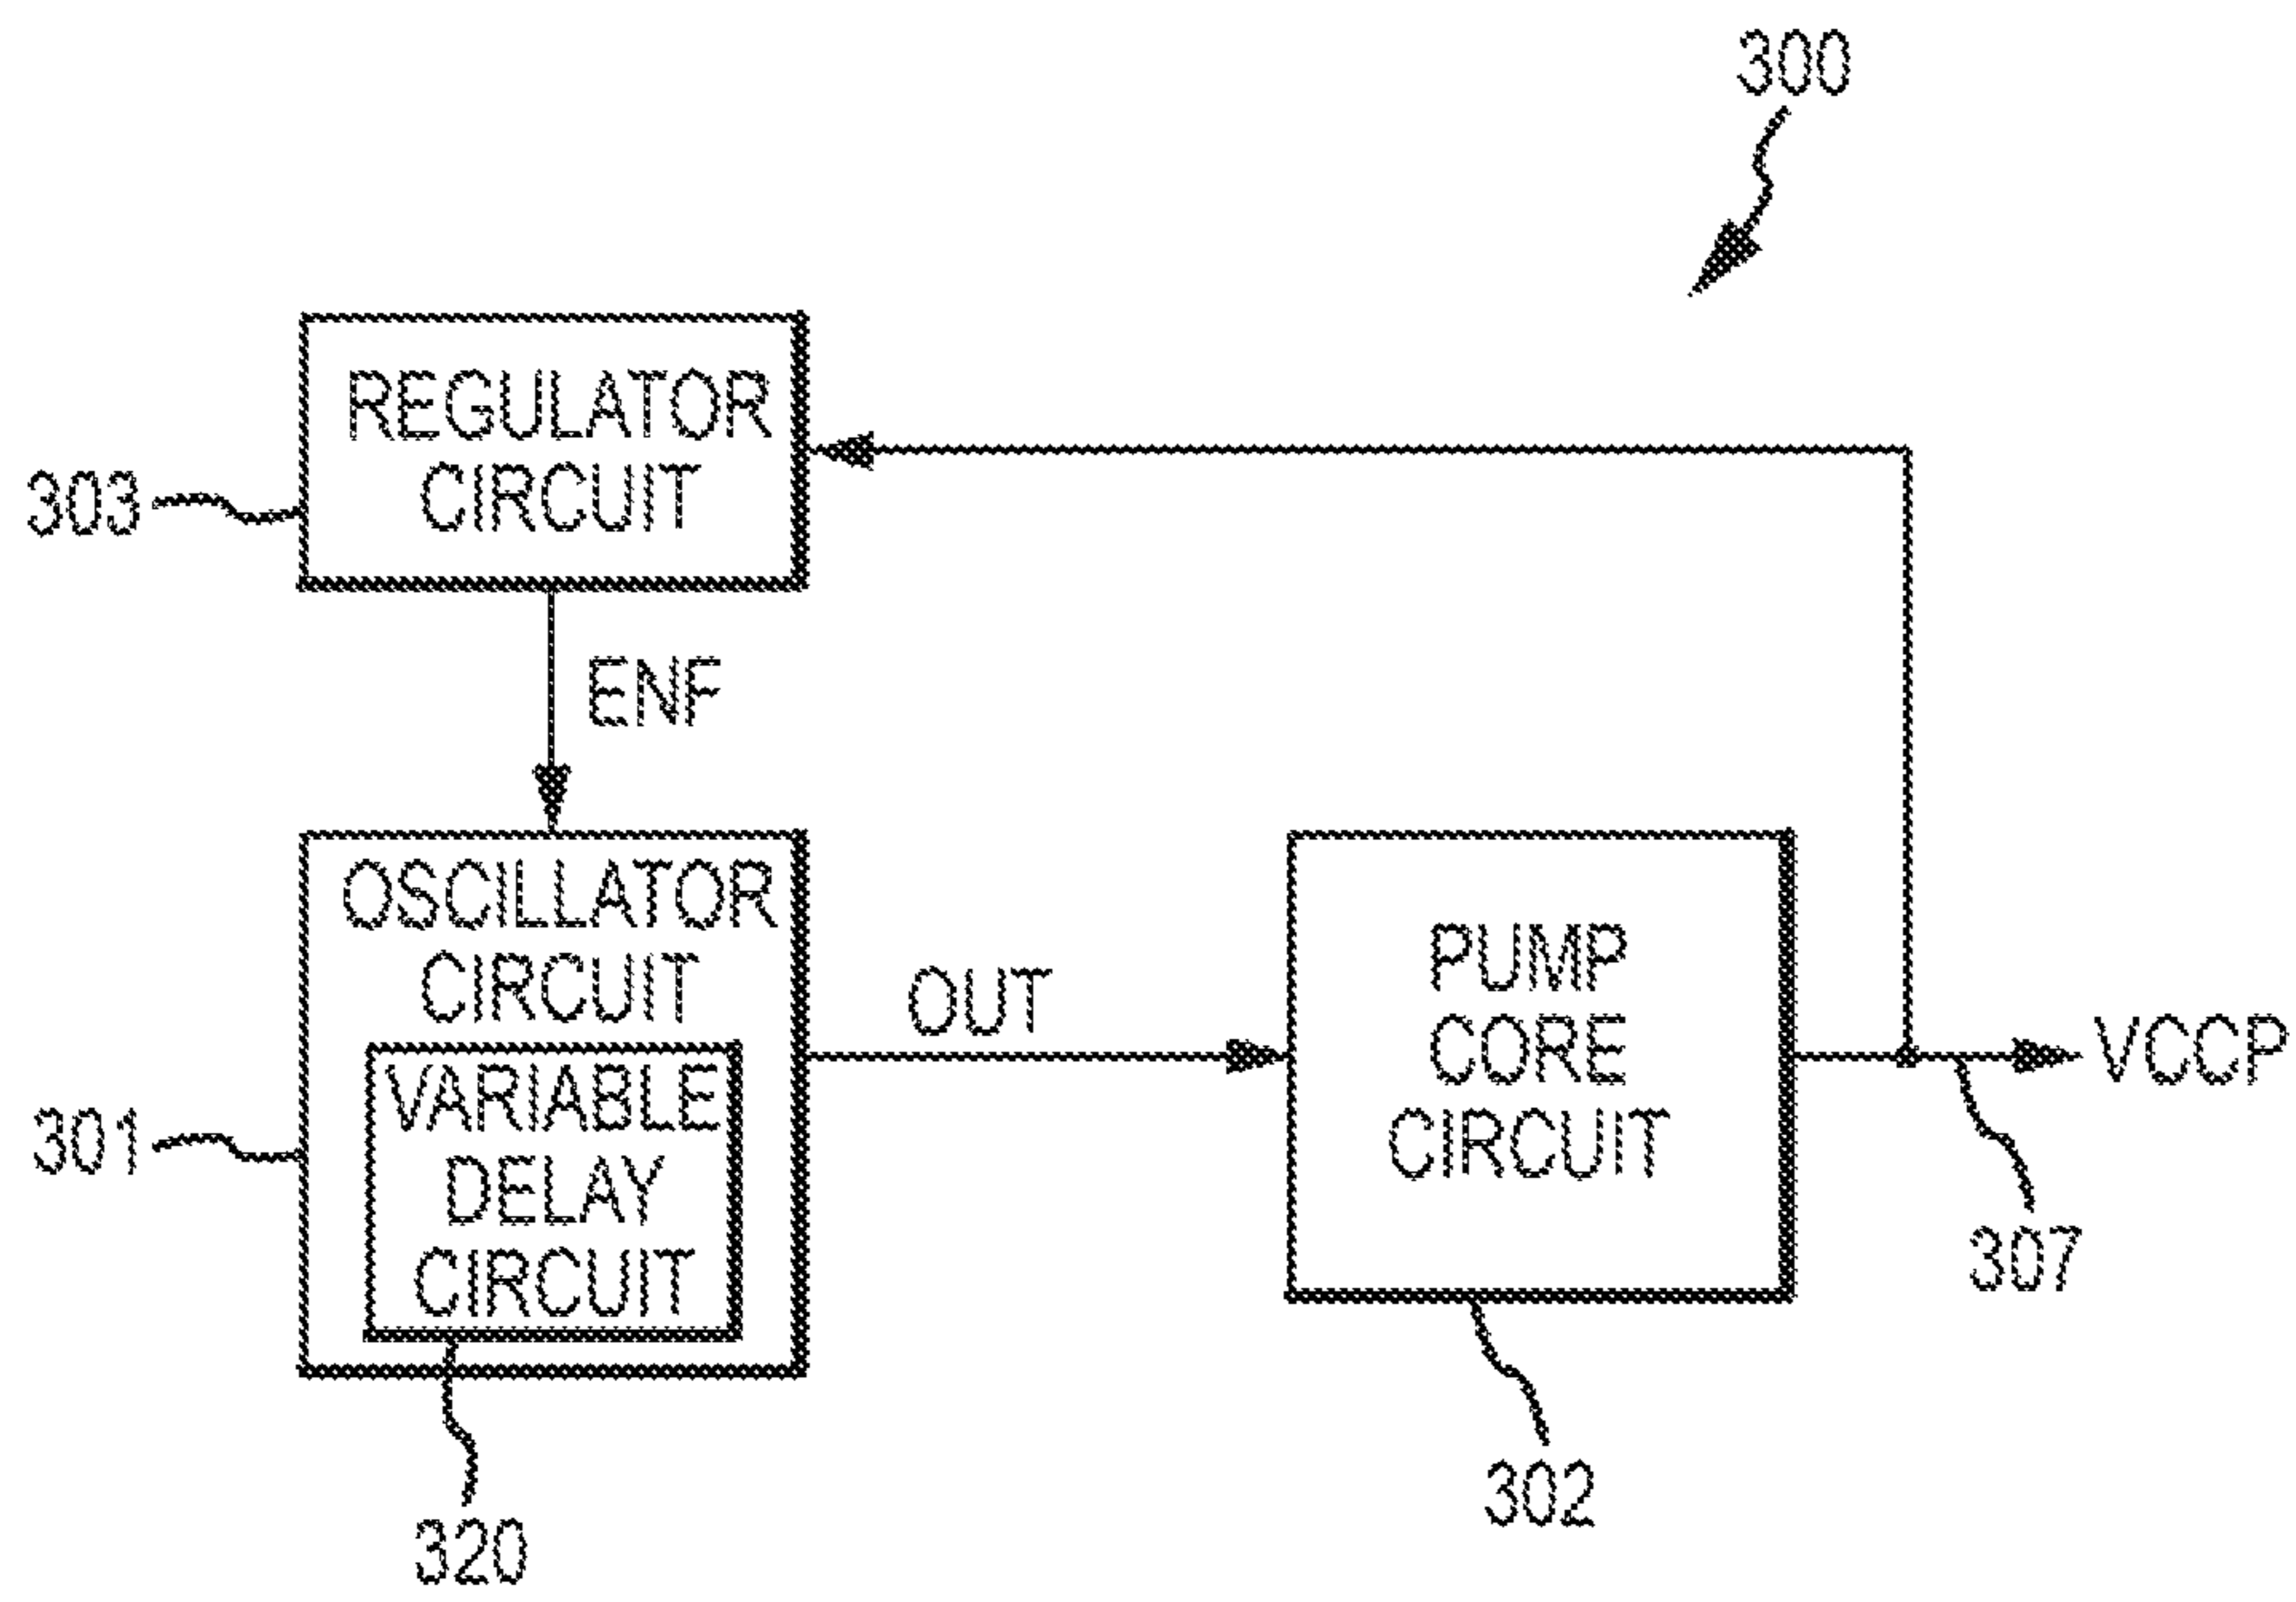 300
REGULATOR
CIRCUIT
303
ENF
OSCILLATOR
CIRCUIT
VARIABLE
DELAY
CIRCUIT
301
320
OUT
PUMP
CORE
CIRCUIT
302
VCCP
307